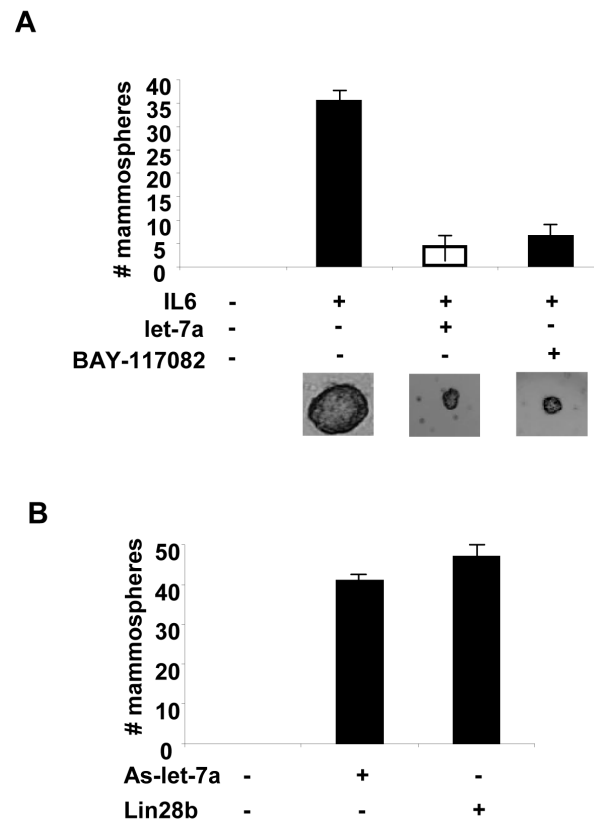 A
# mammospheres
40
35
30
25
20
15
10
5
0
IL6 - + + +
let-7a - - + -
BAY-117082 - - - +
B
# mammospheres
50
40
30
20
10
0
As-let-7a - + -
Lin28b - - +